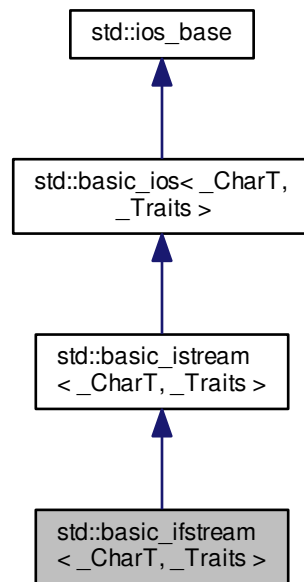 std::ios_base
std::basic_ios< _CharT,
_Traits >
std::basic_istream
< _CharT, _Traits >
std::basic_ifstream
< _CharT, _Traits >